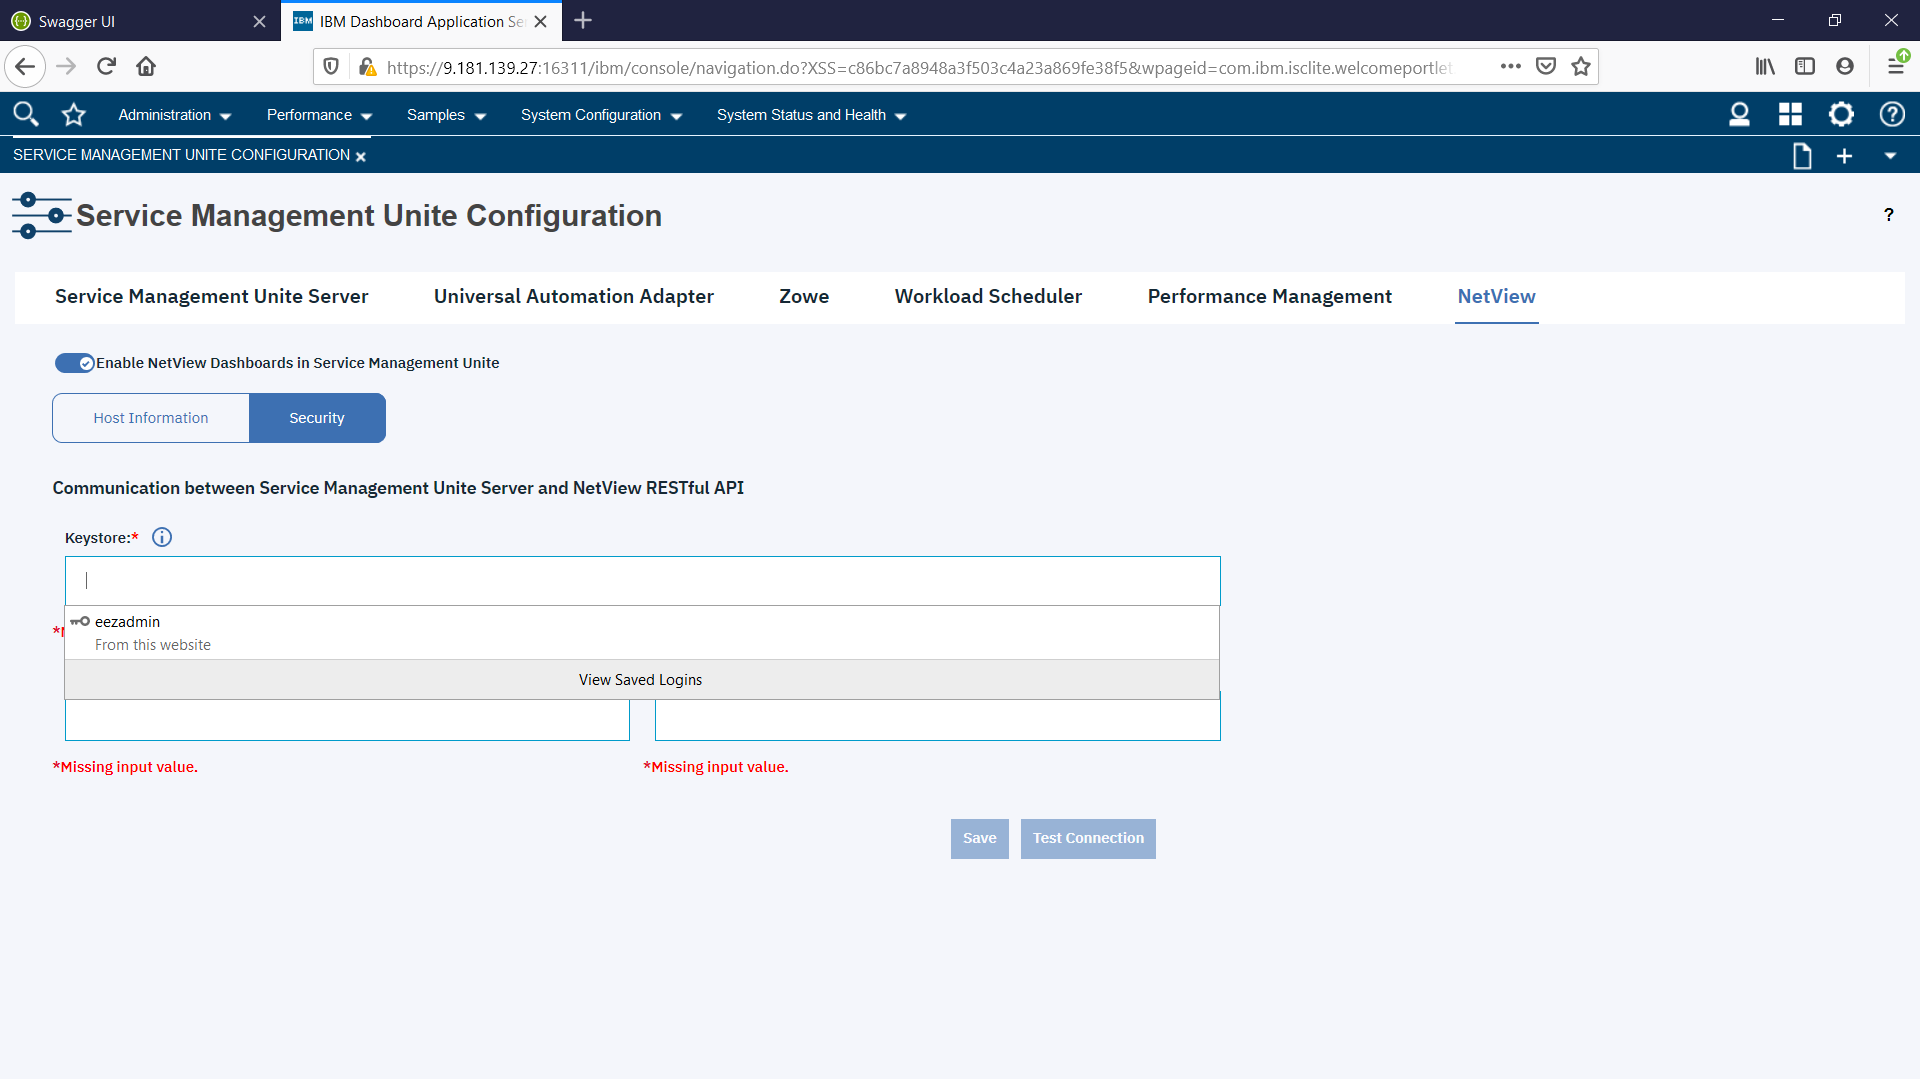 Swagger UI
IBM Dashboard Application Se
https://9.181.139.27:16311/ibm/console/navigation.do?XSS=c86bc7a8948a3f503c4a23a869fe38f5&wpageid=com.ibm.isclite.welcomeportlet
Administration Performance Samples System Configuration System Status and Health
SERVICE MANAGEMENT UNITE CONFIGURATION
Service Management Unite Configuration
?
Service Management Unite Server Universal Automation Adapter Zowe Workload Scheduler Performance Management NetView
Enable NetView Dashboards in Service Management Unite
Host Information Security
Communication between Service Management Unite Server and NetView RESTful API
Keystore:*
eezadmin
From this website
View Saved Logins
*Missing input value. *Missing input value.
Save Test Connection